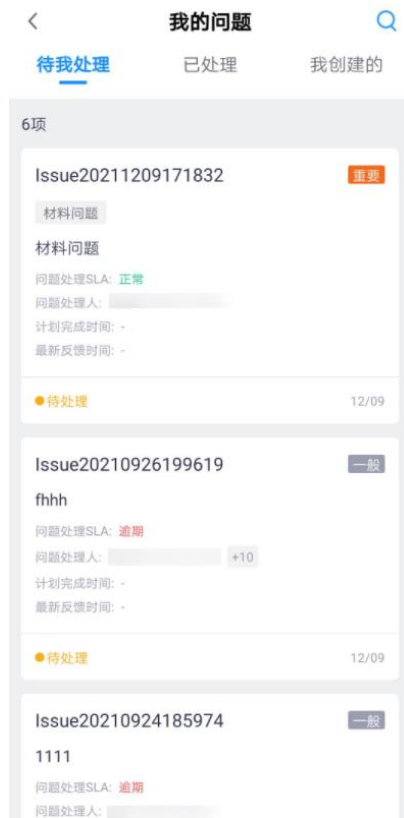 我的问题
待我处理 已处理 我创建的
6项
Issue20211209171832 重要
材料问题
材料问题
问题处理SLA: 正常
问题处理人:
计划完成时间: -
最新反馈时间: -
待处理 12/09
Issue20210926199619 一般
fhhh
问题处理SLA: 逾期
问题处理人: +10
计划完成时间: -
最新反馈时间: -
待处理 12/09
Issue20210924185974 一般
1111
问题处理SLA: 逾期
问题处理人: